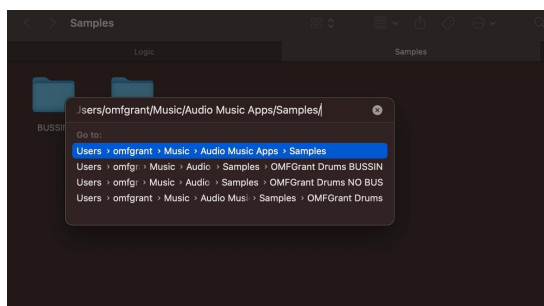 Samples
Logic
Samples
BUSSIN
Jsers/omfgrant/Music/Audio Music Apps/Samples/
Go to:
Users › omfgrant › Music › Audio Music Apps › Samples
Users › omfgr › Music › Audio › Samples › OMFGrant Drums BUSSIN
Users › omfgr › Music › Audio › Samples › OMFGrant Drums NO BUS
Users › omfgrant › Music › Audio Musi › Samples › OMFGrant Drums